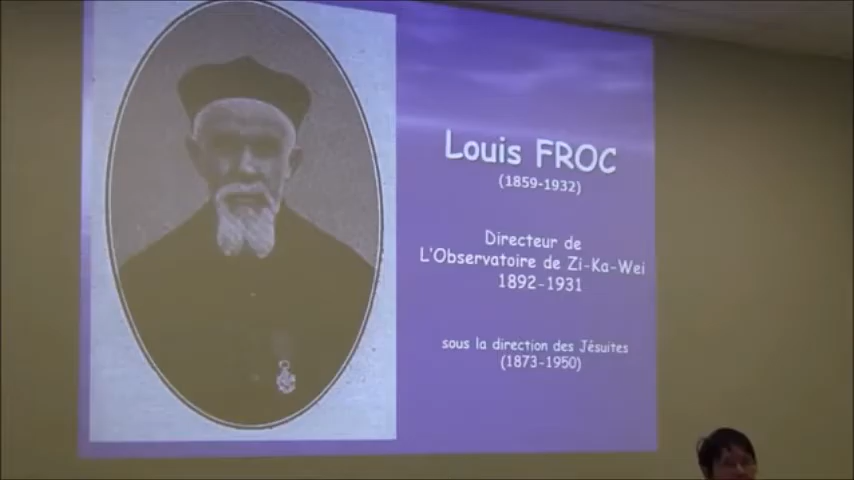 Louis FROC
(1859-1932)
Directeur de
L'Observatoire de Zi-Ka-Wei
1892-1931
sous la direction des Jésuites
(1873-1950)